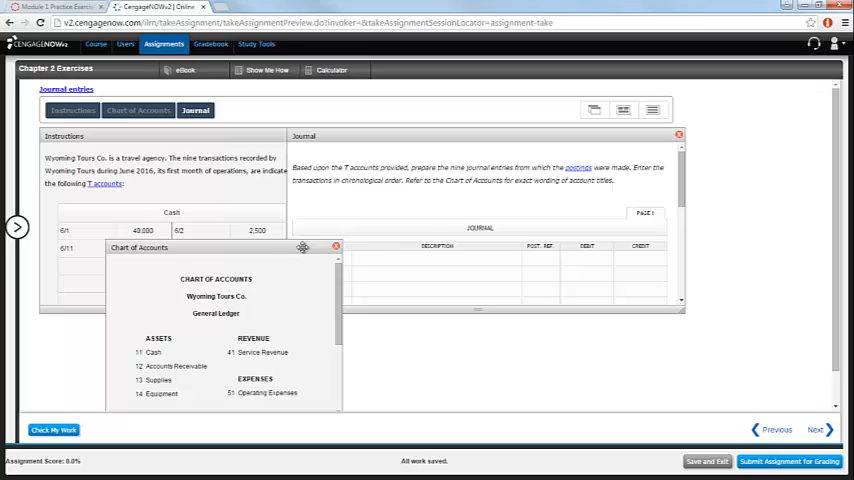 Module 1 Practice Exercis
CengageNOWv2 | Online
v2.cengagenow.com/ilrn/takeAssignment/takeAssignmentPreview.do?invoker=&takeAssignmentSessionLocator=assignment-take
CENGAGENOWv2
Course
Users
Assignments
Gradebook
Study Tools
Chapter 2 Exercises
eBook
Show Me How
Calculator
Journal entries
Instructions
Chart of Accounts
Journal
Instructions
Wyoming Tours Co. is a travel agency. The nine transactions recorded by
Wyoming Tours during June 2016, its first month of operations, are indicate
the following T accounts:
Cash
6/1 40,000 6/2 2,500
6/11
Journal
Based upon the T accounts provided, prepare the nine journal entries from which the postings were made. Enter the
transactions in chronological order. Refer to the Chart of Accounts for exact wording of account titles.
PAGE 1
JOURNAL
DESCRIPTION POST. REF. DEBIT CREDIT
Chart of Accounts
CHART OF ACCOUNTS
Wyoming Tours Co.
General Ledger
ASSETS REVENUE
11 Cash 41 Service Revenue
12 Accounts Receivable
13 Supplies EXPENSES
14 Equipment 51 Operating Expenses
Check My Work
Previous
Next
Assignment Score: 0.0%
All work saved.
Save and Exit
Submit Assignment for Grading